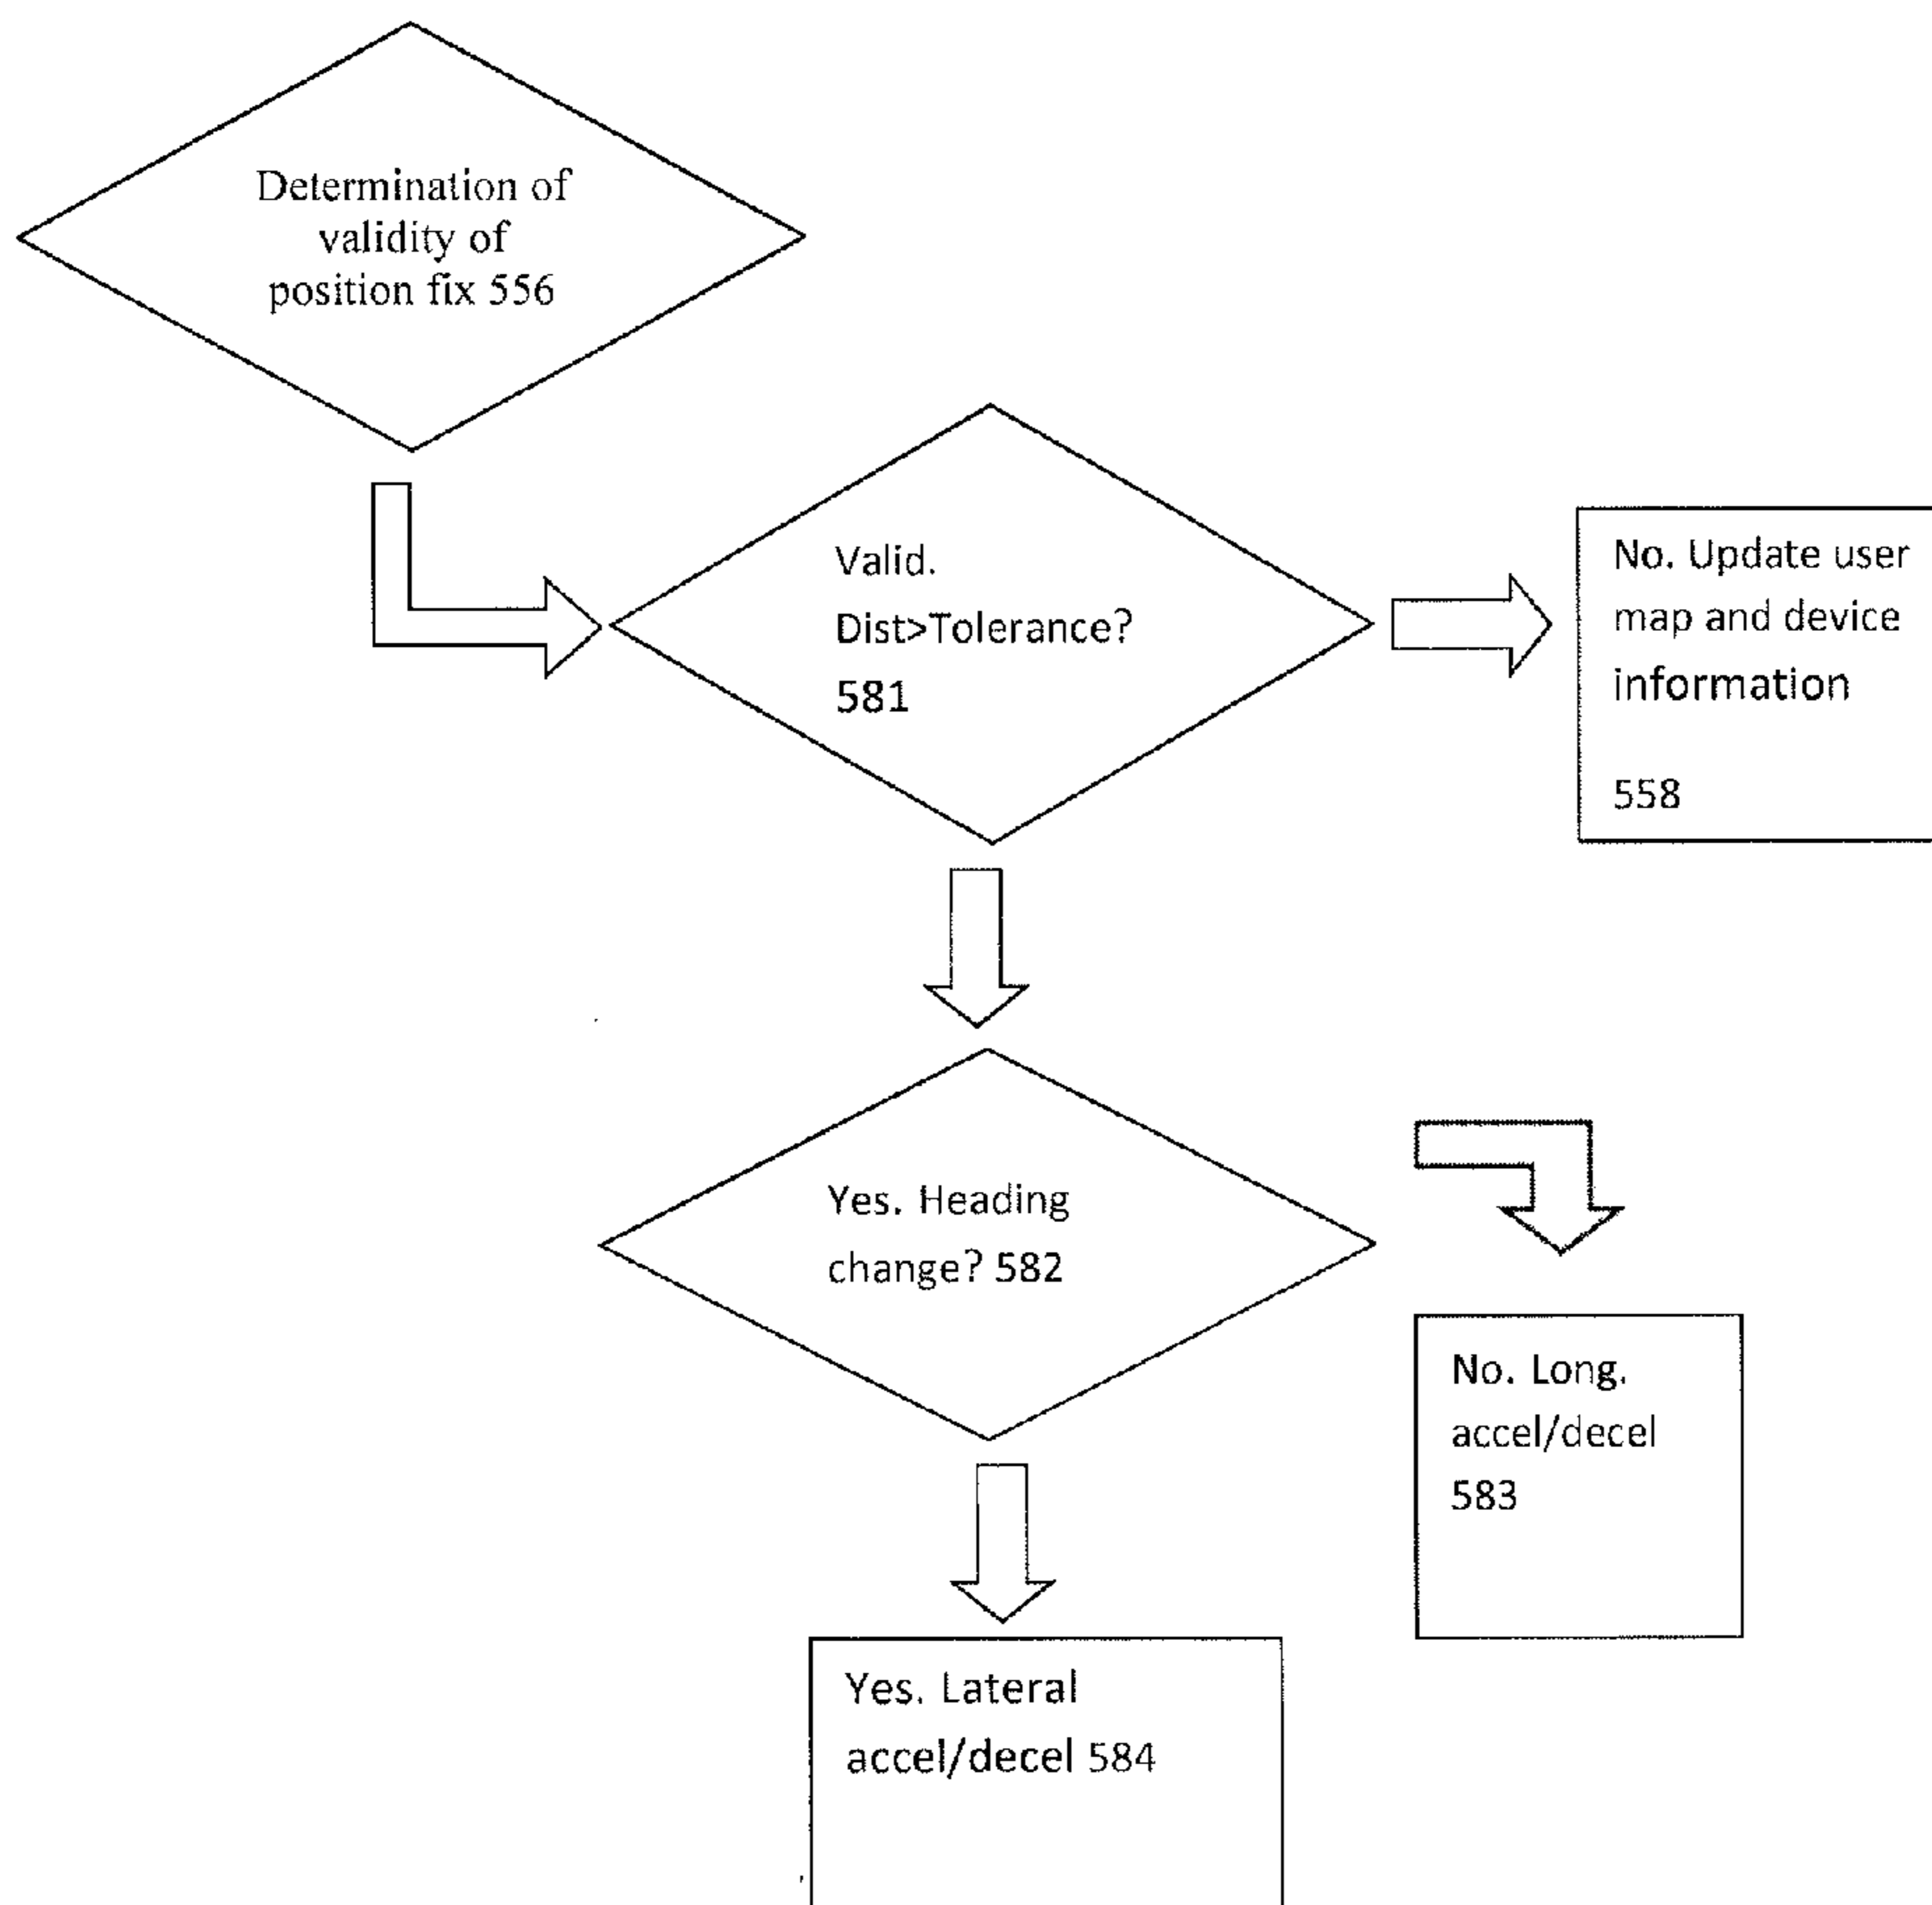 Determination of
validity of
position fix 556
Valid.
Dist>Tolerance?
581
No. Update user
map and device
information
558
Yes. Heading
change? 582
No. Long.
accel/decel
583
Yes. Lateral
accel/decel 584